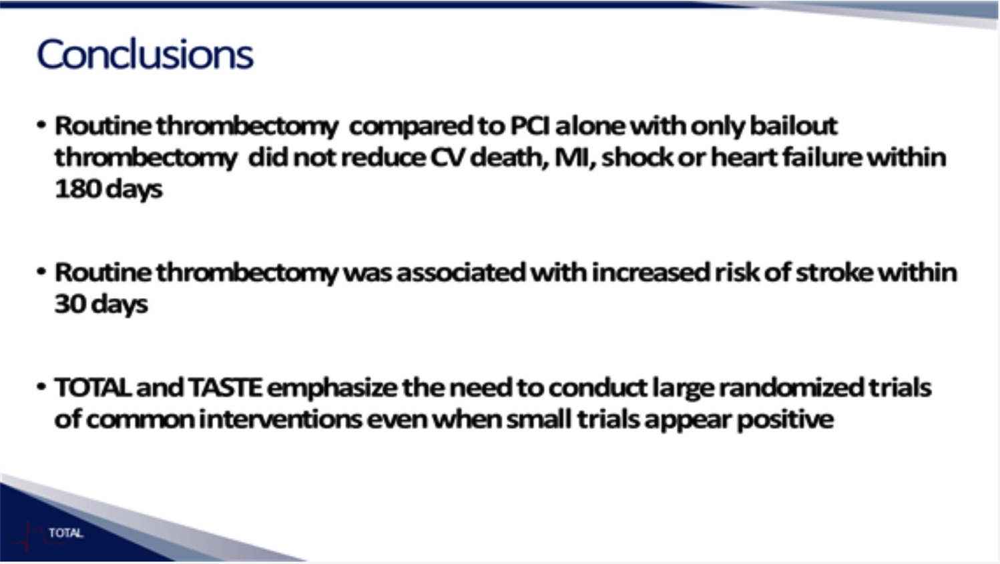 Conclusions
• Routine thrombectomy compared to PCI alone with only bailout
thrombectomy did not reduce CV death, MI, shock or heart failure within
180 days
• Routine thrombectomy was associated with increased risk of stroke within
30 days
• TOTAL and TASTE emphasize the need to conduct large randomized trials
of common interventions even when small trials appear positive
TOTAL